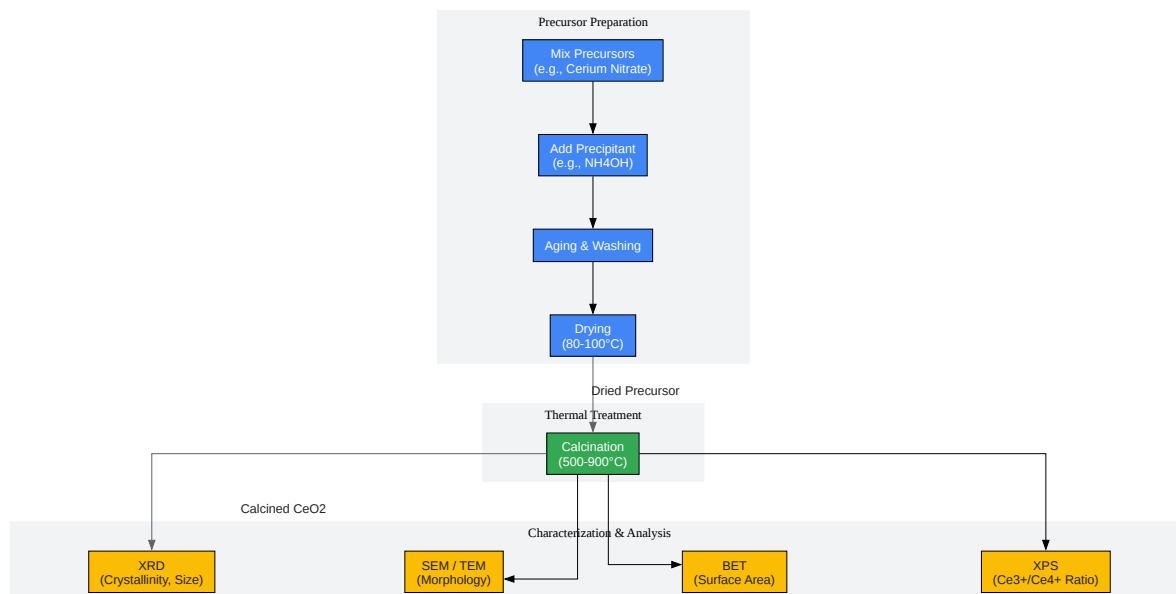 Precursor Preparation
Mix Precursors
(e.g., Cerium Nitrate)
Add Precipitant
(e.g., NH4OH)
Aging & Washing
Drying
(80-100°C)
Dried Precursor
Thermal Treatment
Calcination
(500-900°C)
Calcined CeO2
Characterization & Analysis
XRD
(Crystallinity, Size)
SEM / TEM
(Morphology)
BET
(Surface Area)
XPS
(Ce3+/Ce4+ Ratio)